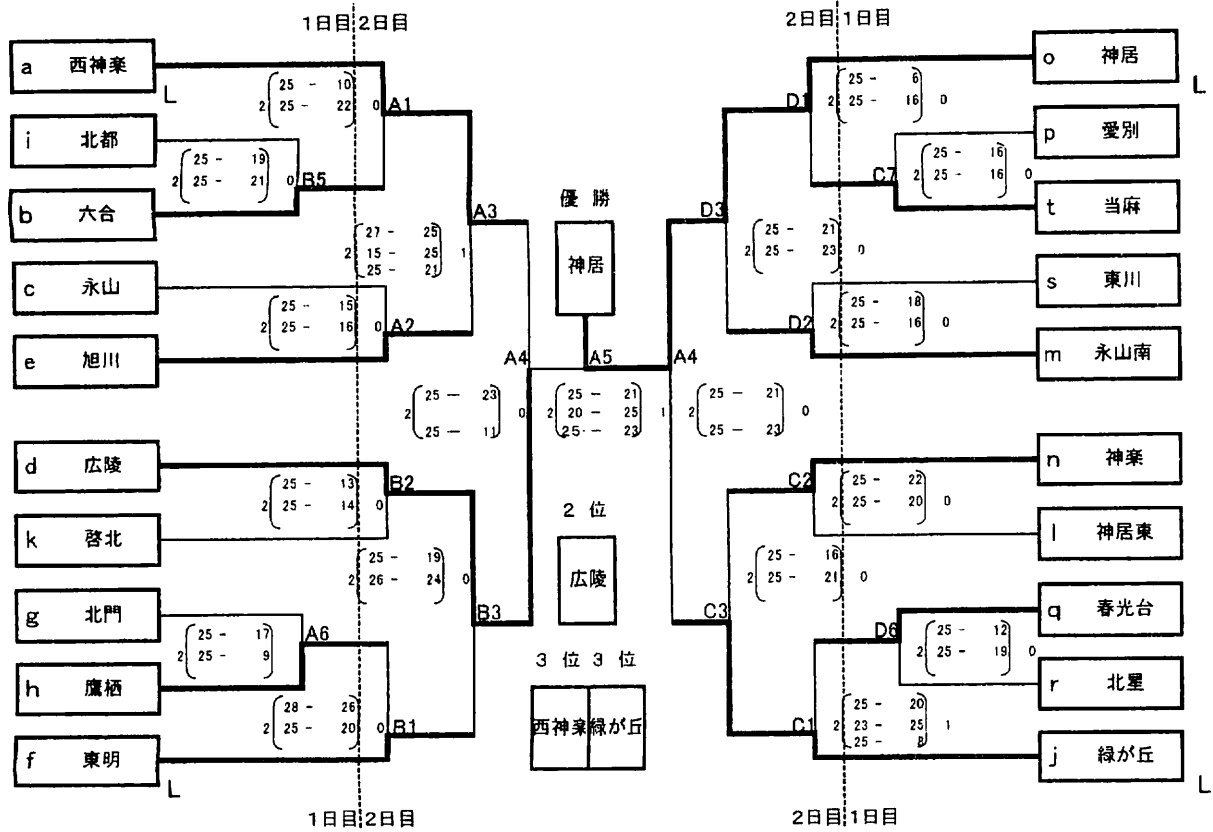 1日目 2日目
2日目 1日目
a 西神楽
L
i 北都
b 六合
c 永山
e 旭川
d 広陵
k 啓北
g 北門
h 鷹栖
f 東明
L
25 - 10
2 25 - 22 0
A1
25 - 19
2 25 - 21 0
B5
27 - 25
2 15 - 25 1
25 - 21
A3
25 - 15
2 25 - 16 0
A2
25 - 23
2 0
25 - 11
A4
25 - 13
2 25 - 14 0
B2
25 - 19
2 26 - 24 0
B3
25 - 17
2 25 - 9
A6
28 - 26
2 25 - 20 0
B1
優勝
神居
A5
25 - 21
2 20 - 25 1
25 - 23
2位
広陵
3位 3位
西神楽 緑が丘
D1
25 - 6
2 25 - 16 0
C7
25 - 16
2 25 - 16 0
D3
25 - 21
2 25 - 23 0
D2
25 - 18
2 25 - 16 0
A4
25 - 21
2 0
25 - 23
C2
25 - 22
2 25 - 20 0
25 - 16
2 25 - 21 0
C3
D6
25 - 12
2 25 - 19 0
C1
25 - 20
2 23 - 25 1
25 - 8
o 神居
L
p 愛別
t 当麻
s 東川
m 永山南
n 神楽
l 神居東
q 春光台
r 北星
j 緑が丘
L
1日目 2日目
2日目 1日目